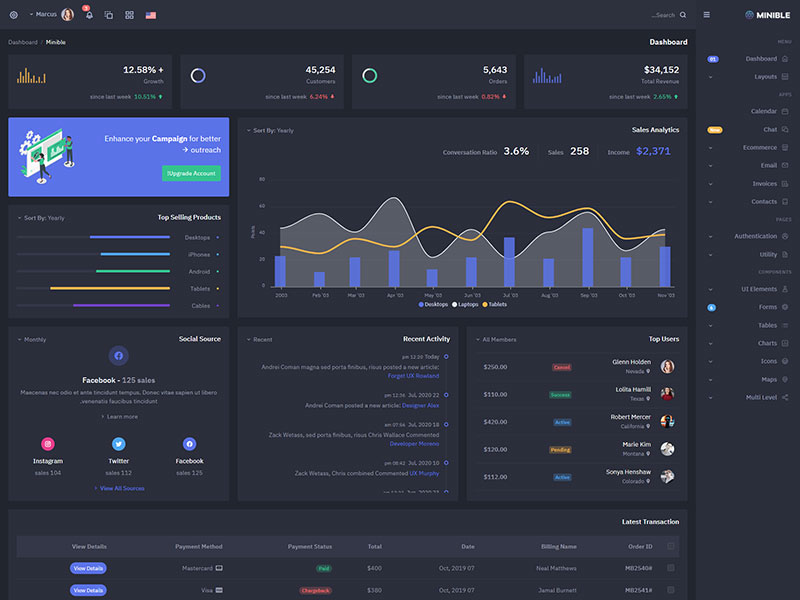 Marcus
3
Search...
MINIBLE
Dashboard / Minible
Dashboard
12.58% +
Growth
since last week 10.51%
45,254
Customers
since last week 6.24%
5,643
Orders
since last week 0.82%
$34,152
Total Revenue
since last week 2.65%
Enhance your Campaign for better
outreach
!Upgrade Account
Sort By: Yearly
Sales Analytics
Conversation Ratio 3.6%
Sales 258
Income $2,371
80
60
40
20
0
Points
2003 Feb '03 Mar '03 Apr '03 May '03 Jun '03 Jul '03 Aug '03 Sep '03 Oct '03 Nov '03
Desktops Laptops Tablets
Sort By: Yearly
Top Selling Products
Desktops
iPhones
Android
Tablets
Cables
Monthly
Social Source
Facebook - 125 sales
Maecenas nec odio et ante tincidunt tempus. Donec vitae sapien ut libero
.venenatis faucibus tincidunt
Learn more
Instagram
sales 104
Twitter
sales 112
Facebook
sales 125
View All Sources
Recent
Recent Activity
pm 12:20 Today
Andrei Coman magna sed porta finibus, risus posted a new article:
Forget UX Rowland
Jul, 2020 22
Andrei Coman posted a new article: Designer Alex
Jul, 2020 18
Zack Wetass, sed porta finibus, risus Chris Wallace Commented
Developer Moreno
Jul, 2020 10
Zack Wetass, Chris combined Commented UX Murphy
All Members
Top Users
$250.00 Cancel Glenn Holden
Nevada
$110.00 Success Lolita Hamill
Texas
$420.00 Active Robert Mercer
California
$120.00 Pending Marie Kim
Montana
$112.00 Active Sonya Henshaw
Colorado
Latest Transaction
View Details Payment Method Payment Status Total Date Billing Name Order ID
View Details Mastercard Paid $400 Oct, 2019 07 Neal Matthews MB2540#
View Details Visa Chargeback $380 Oct, 2019 07 Jamal Burnett MB2541#
MENU
01 Dashboard
Layouts
APPS
Calendar
New Chat
Ecommerce
Email
Invoices
Contacts
PAGES
Authentication
Utility
COMPONENTS
UI Elements
6 Forms
Tables
Charts
Icons
Maps
Multi Level